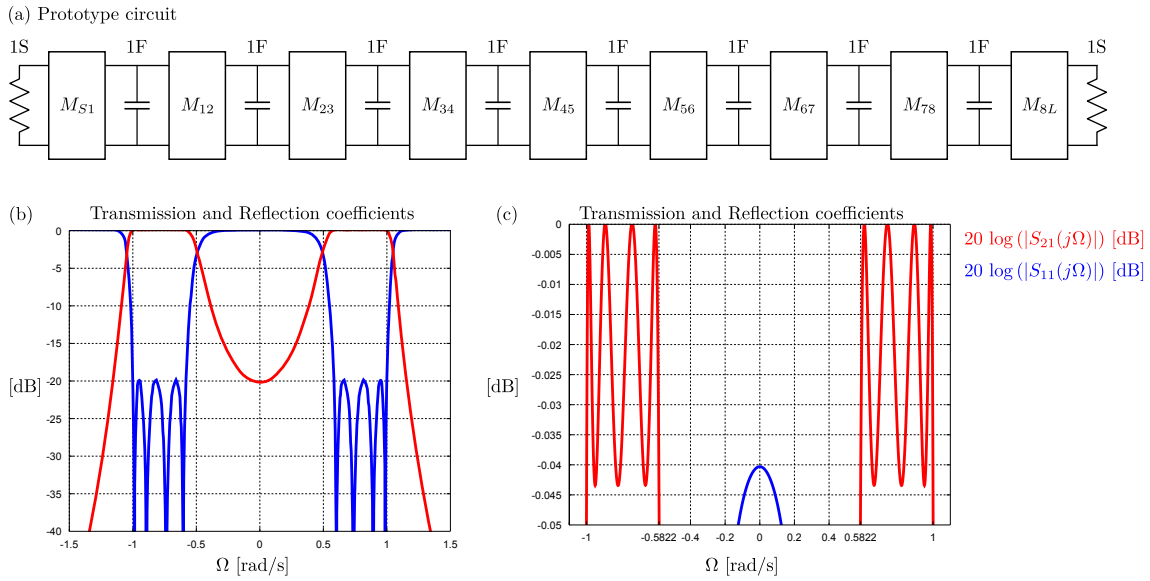 (a) Prototype circuit
1S 1F 1F 1F 1F 1F 1F 1F 1F 1S
M_{S1} M_{12} M_{23} M_{34} M_{45} M_{56} M_{67} M_{78} M_{8L}
(b) Transmission and Reflection coefficients
0
-5
-10
-15
-20
-25
-30
-35
-40
[dB]
-1.5 -1 -0.5 0 0.5 1 1.5
Ω [rad/s]
(c) Transmission and Reflection coefficients
0
-0.005
-0.01
-0.015
-0.02
-0.025
-0.03
-0.035
-0.04
-0.045
-0.05
[dB]
-1 -0.5822 -0.4 -0.2 0 0.2 0.4 0.5822 1
Ω [rad/s]
20 log (|S_{21}(jΩ)|) [dB]
20 log (|S_{11}(jΩ)|) [dB]